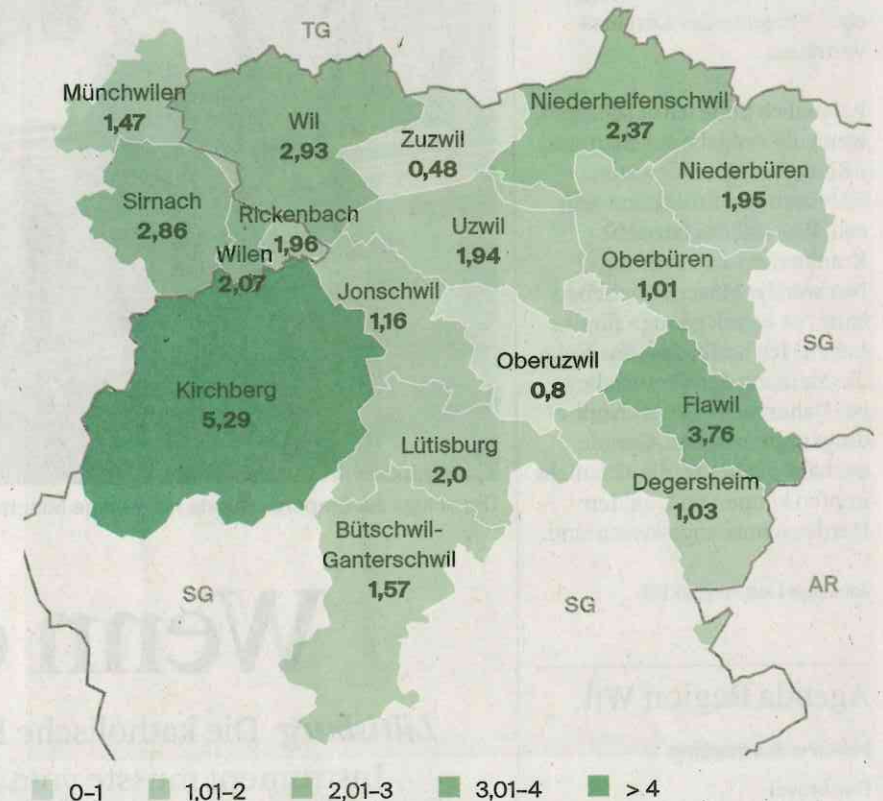 TG
Münchwilen
1,47
Wil
2,93
Zuzwil
0,48
Niederhelfenschwil
2,37
Niederbüren
1,95
Sirnach
2,86
Rickenbach
1,96
Wilen
2,07
Uzwil
1,94
Oberbüren
1,01
Jonschwil
1,16
SG
Kirchberg
5,29
Oberuzwil
0,8
Flawil
3,76
Lütisburg
2,0
Degersheim
1,03
Bütschwil-
Ganterschwil
1,57
SG
SG
AR
0–1 1,01–2 2,01–3 3,01–4 > 4